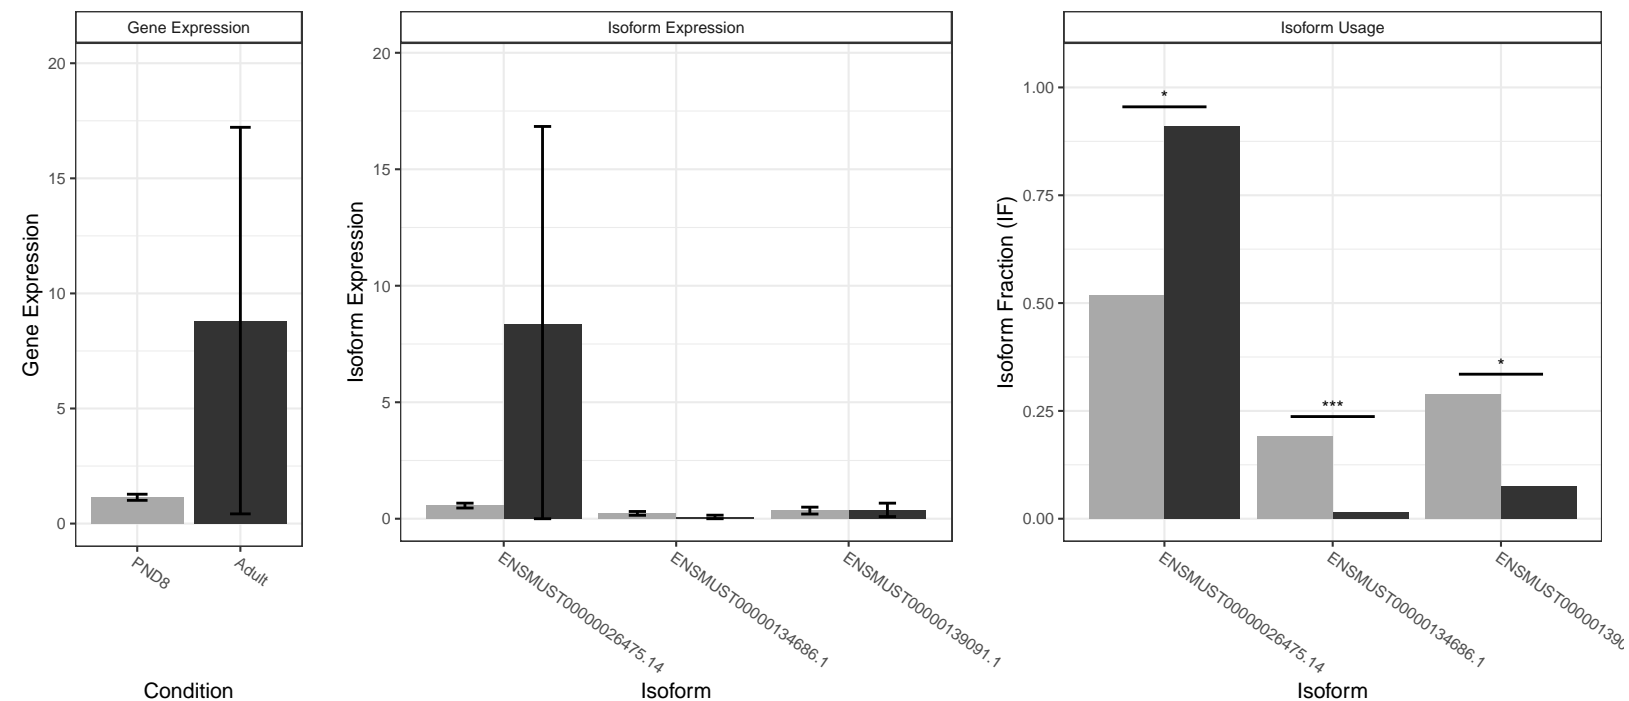 Gene Expression
20
15
10
5
0
Gene Expression
PND8
Adult
Condition
Isoform Expression
20
15
10
5
0
Isoform Expression
ENSMUST00000026475.14
ENSMUST00000134686.1
ENSMUST00000139091.1
Isoform
Isoform Usage
1.00
0.75
0.50
0.25
0.00
Isoform Fraction (IF)
*
***
*
ENSMUST00000026475.14
ENSMUST00000134686.1
ENSMUST00000139
Isoform